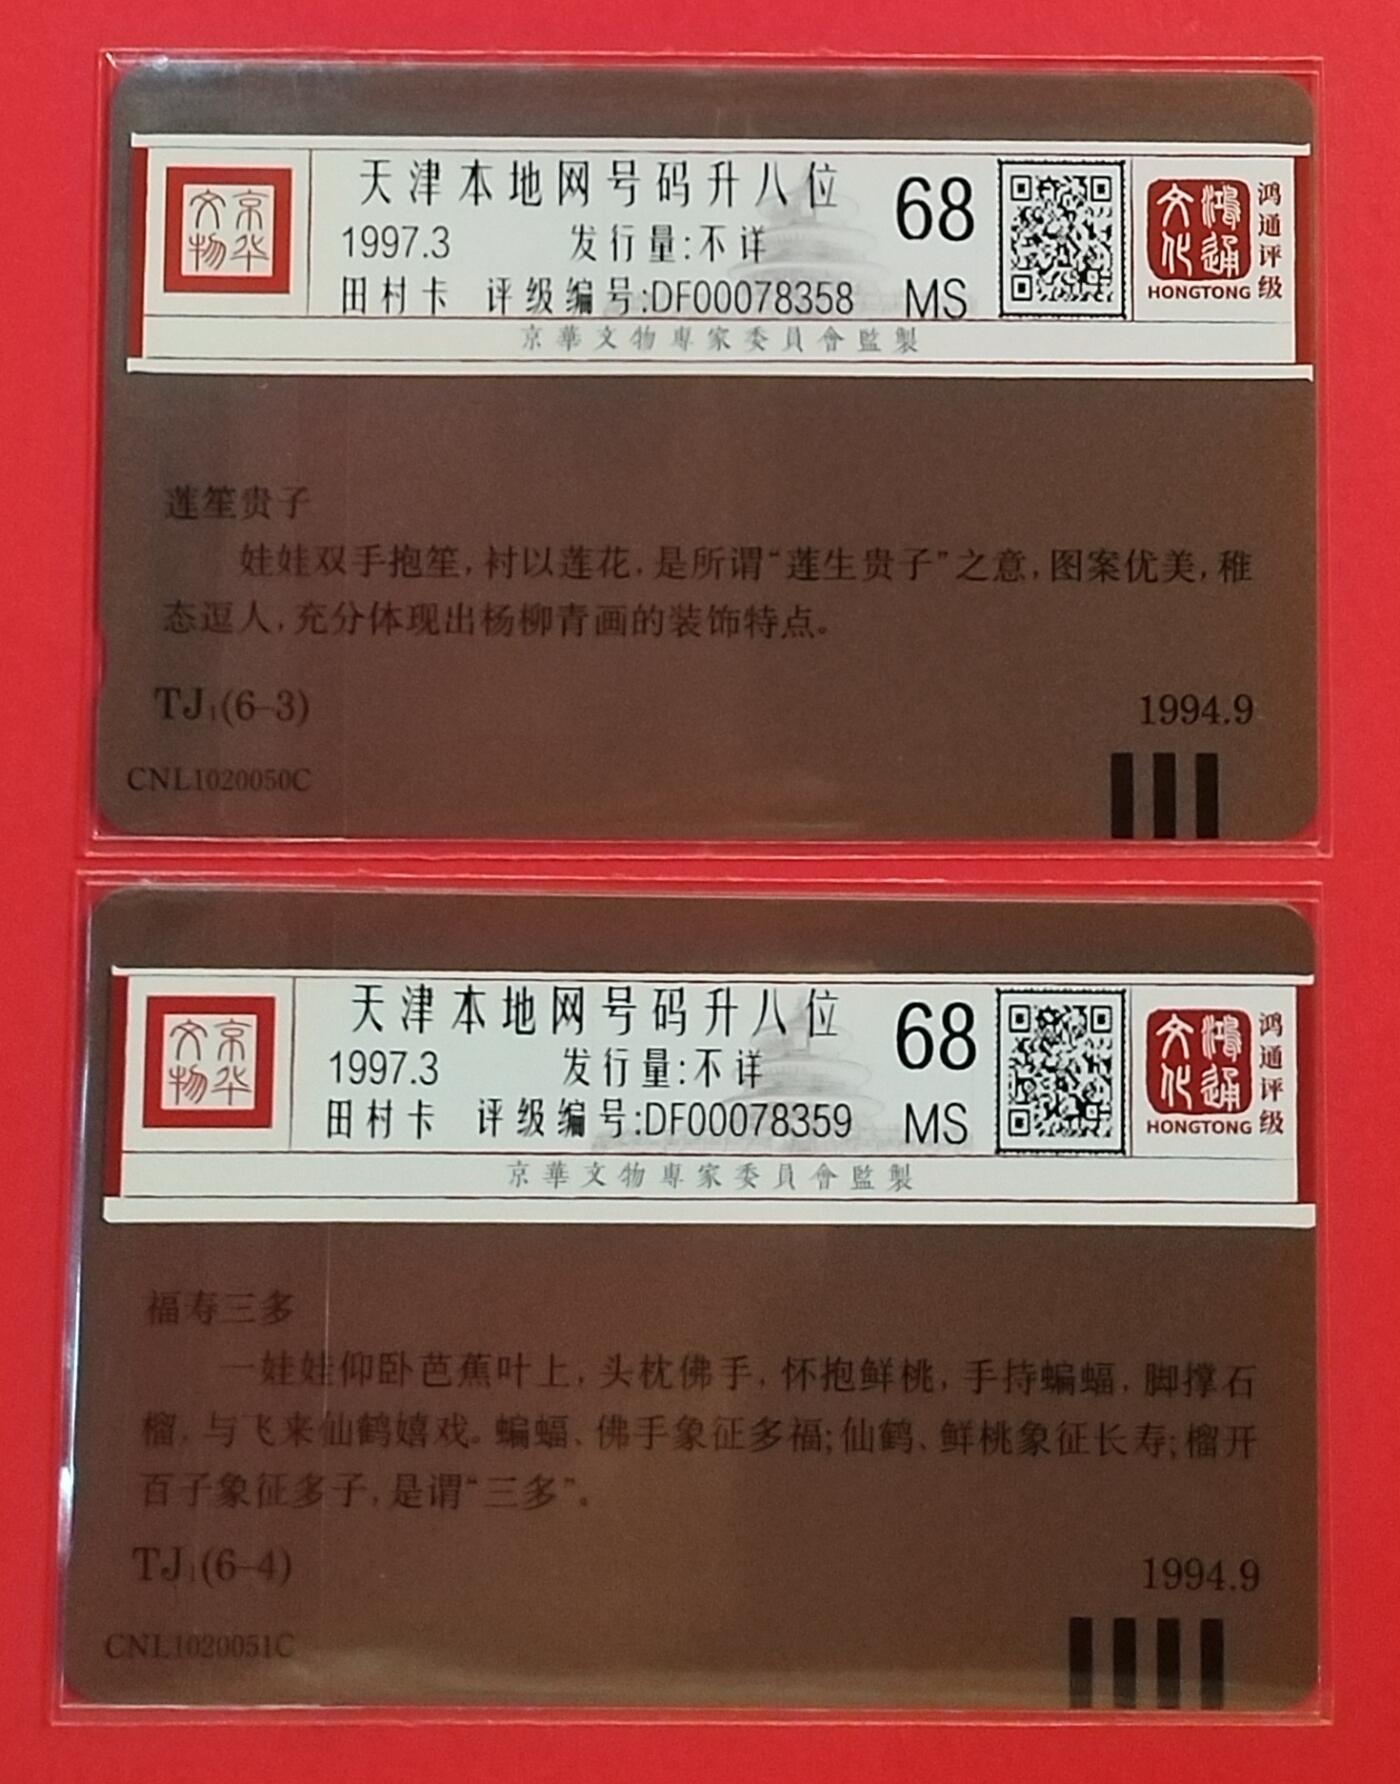 京华
文物
天津本地网号码升八位
1997.3 发行量:不详
田村卡 评级编号:DF00078358
68
MS
鸿通
文化
HONGTONG
鸿通评级
京華文物專家委員會監製
莲笙贵子
娃娃双手抱笙,衬以莲花,是所谓“莲生贵子”之意,图案优美,稚
态逗人,充分体现出杨柳青画的装饰特点。
TJ1(6-3)
1994.9
CNL1020050C
京华
文物
天津本地网号码升八位
1997.3 发行量:不详
田村卡 评级编号:DF00078359
68
MS
鸿通
文化
HONGTONG
鸿通评级
京華文物專家委員會監製
福寿三多
一娃娃仰卧芭蕉叶上,头枕佛手,怀抱鲜桃,手持蝙蝠,脚撑石
榴,与飞来仙鹤嬉戏。蝙蝠、佛手象征多福;仙鹤、鲜桃象征长寿;榴开
百子象征多子,是谓“三多”。
TJ1(6-4)
1994.9
CNL1020051C